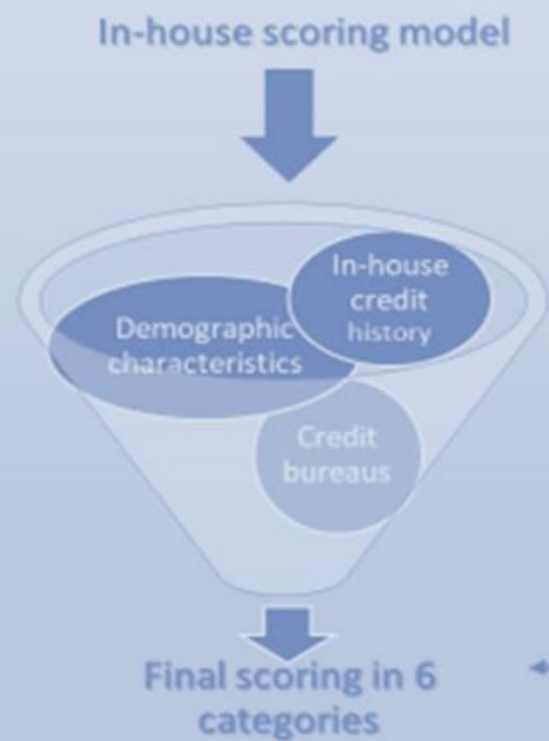 In-house scoring model
In-house
credit
history
Demographic
characteristics
Credit
bureaus
Final scoring in 6
categories